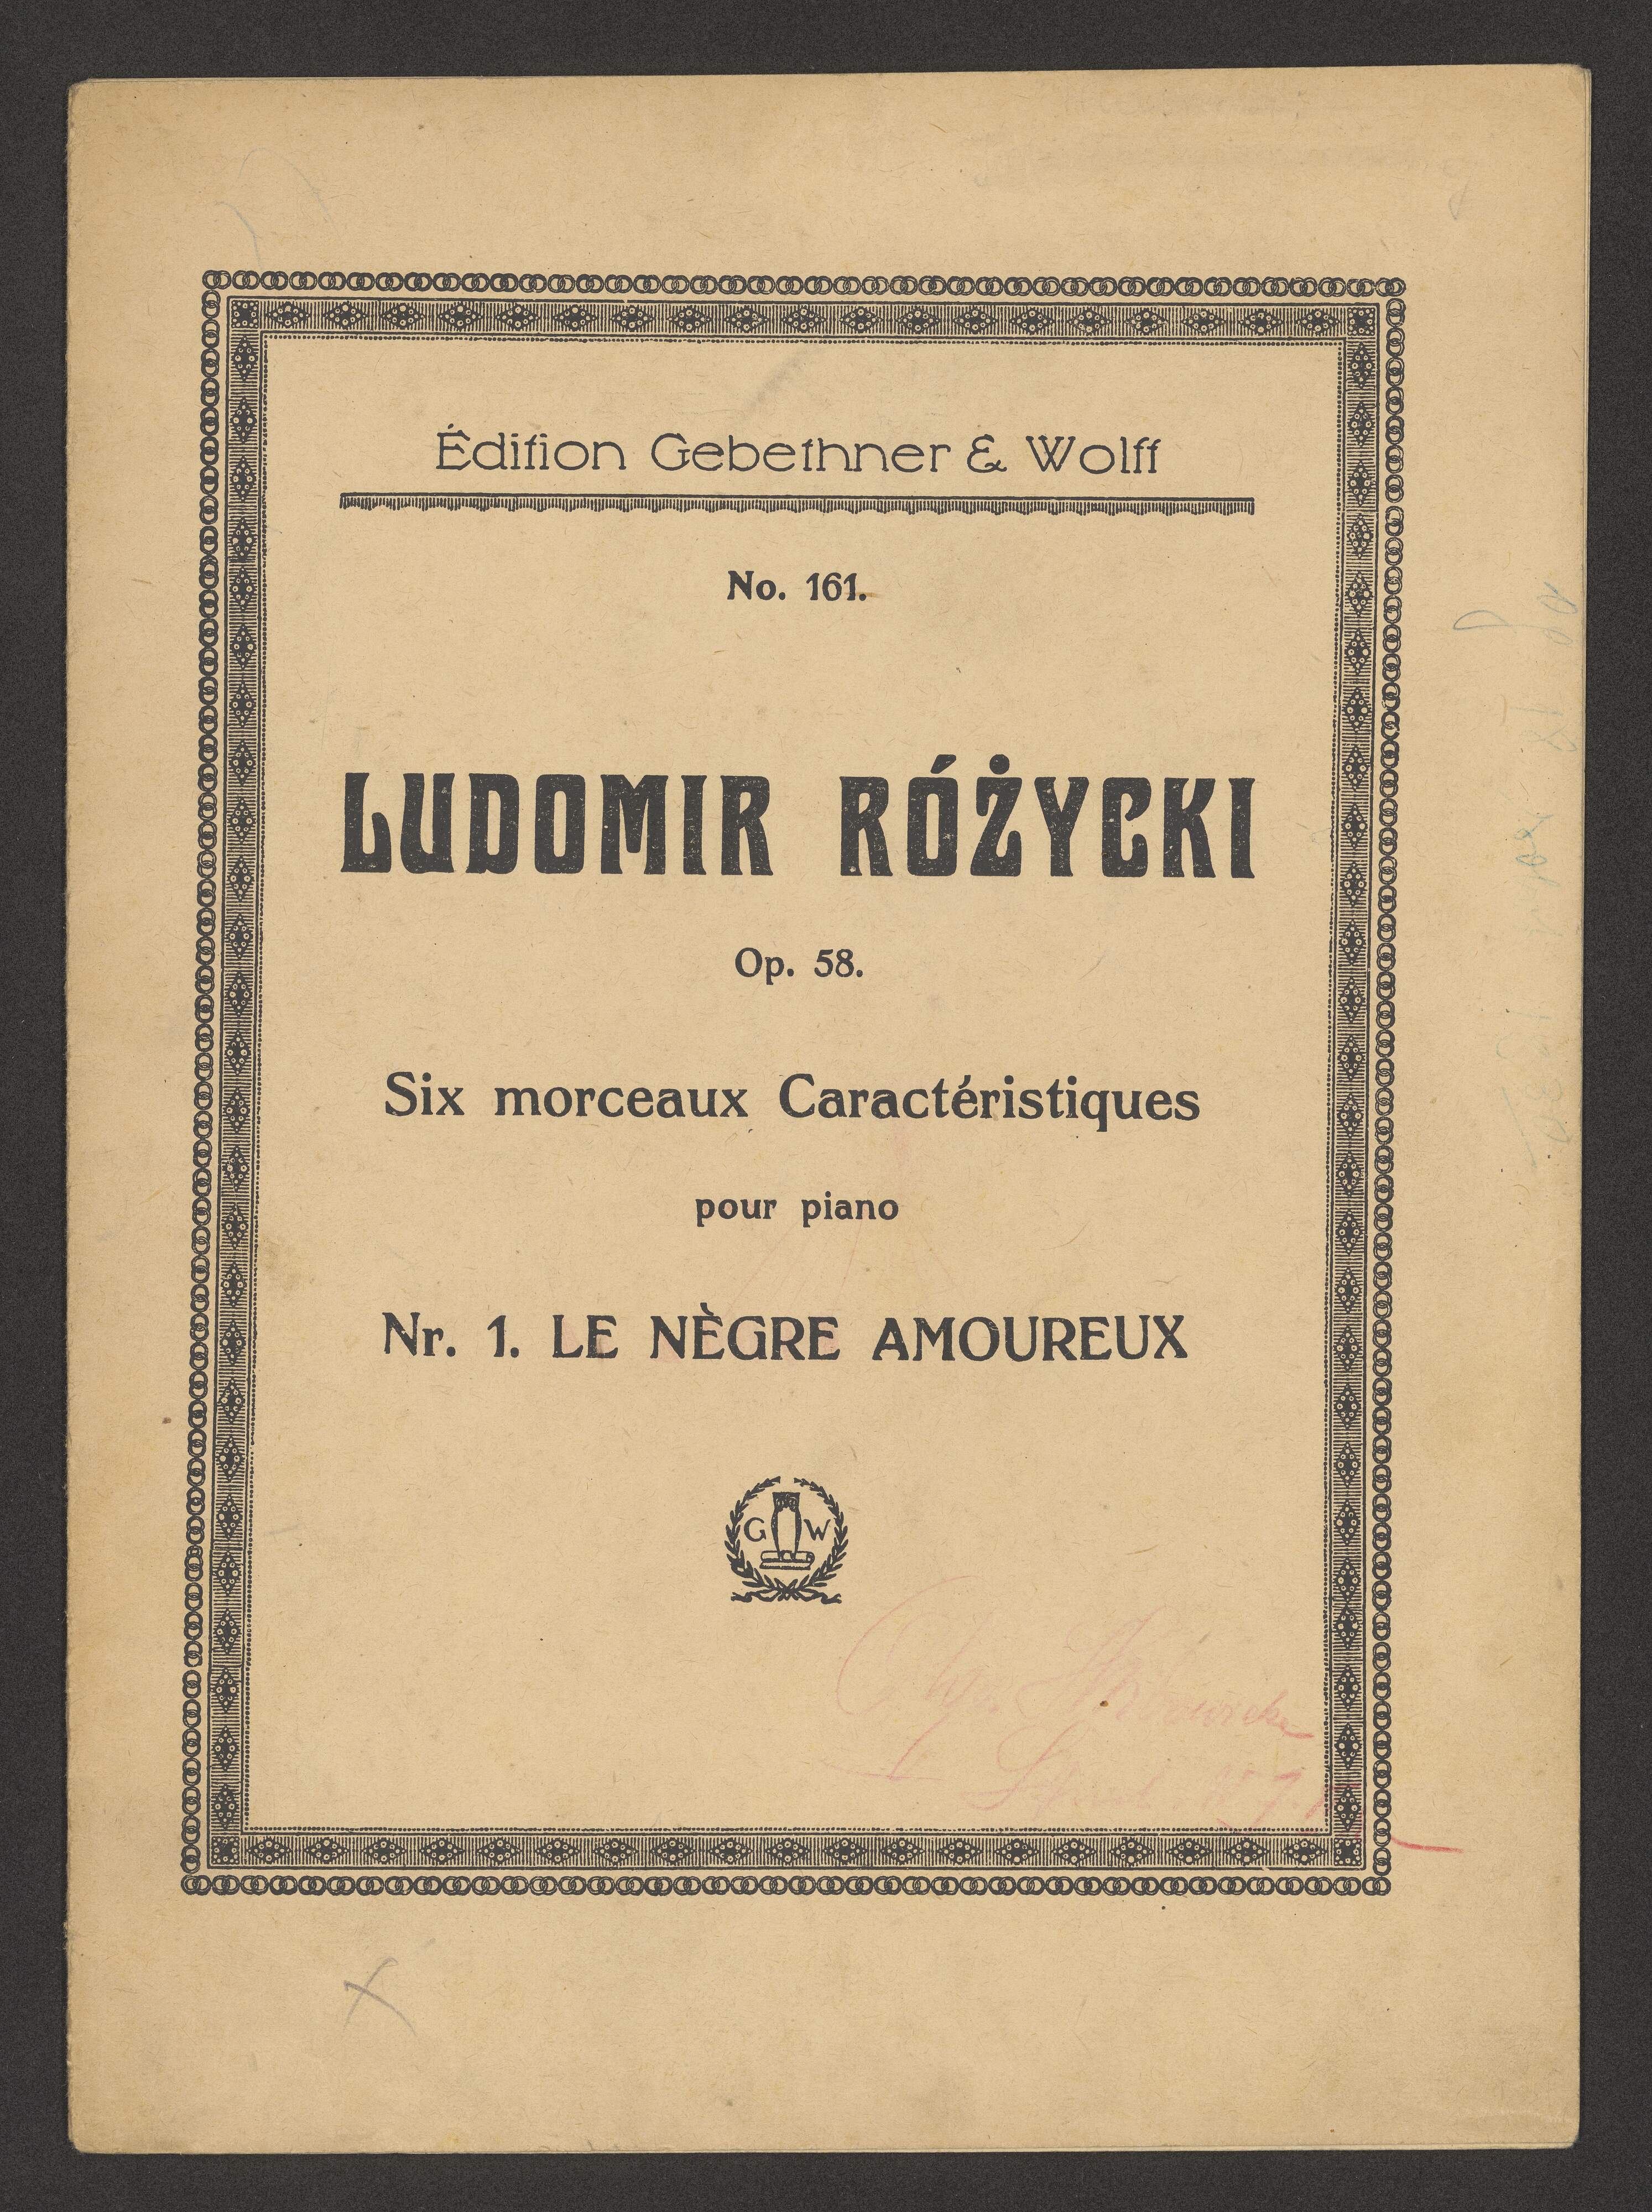 Édition Gebethner & Wolff
No. 161.
LUDOMIR RÓŻYCKI
Op. 58.
Six morceaux Caractéristiques
pour piano
Nr. 1. LE NÈGRE AMOUREUX
G W